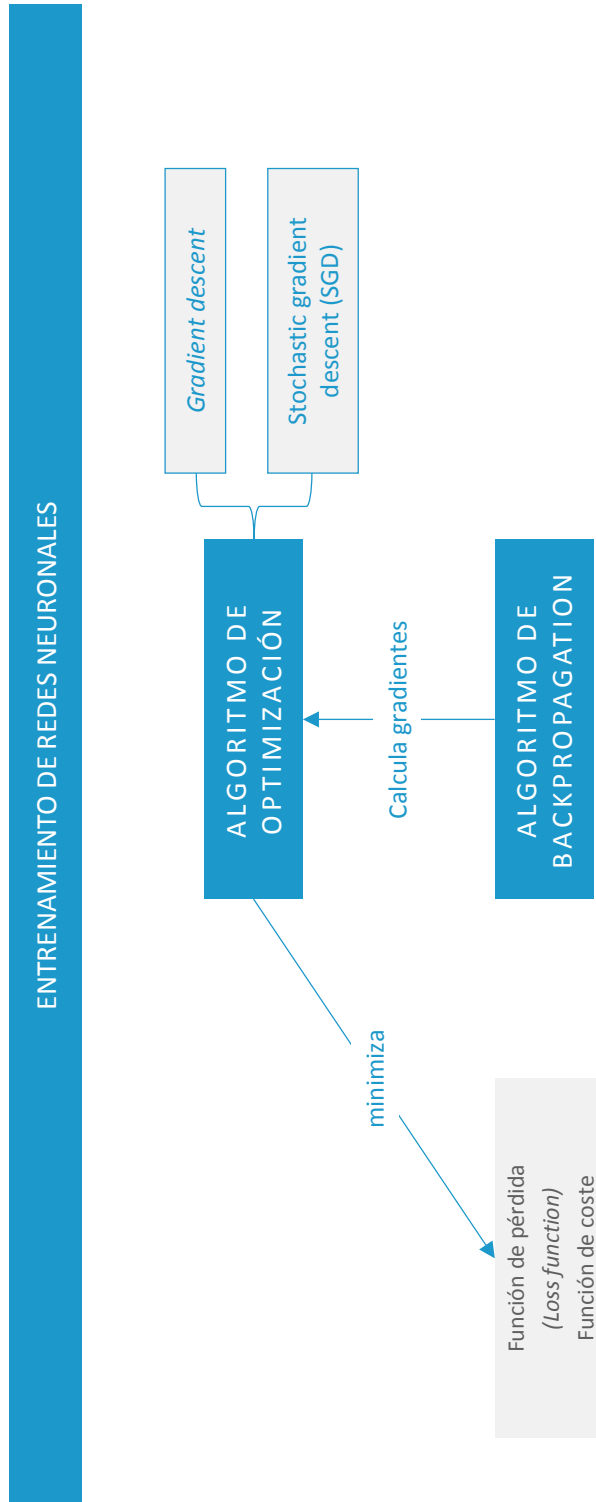 ENTRENAMIENTO DE REDES NEURONALES
Gradient descent
Stochastic gradient
descent (SGD)
ALGORITMO DE
OPTIMIZACIÓN
minimiza
Calcula gradientes
Función de pérdida
(Loss function)
Función de coste
ALGORITMO DE
BACKPROPAGATION